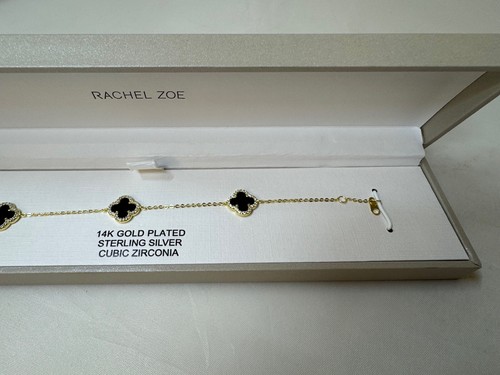 RACHEL ZOE
14K GOLD PLATED
STERLING SILVER
CUBIC ZIRCONIA